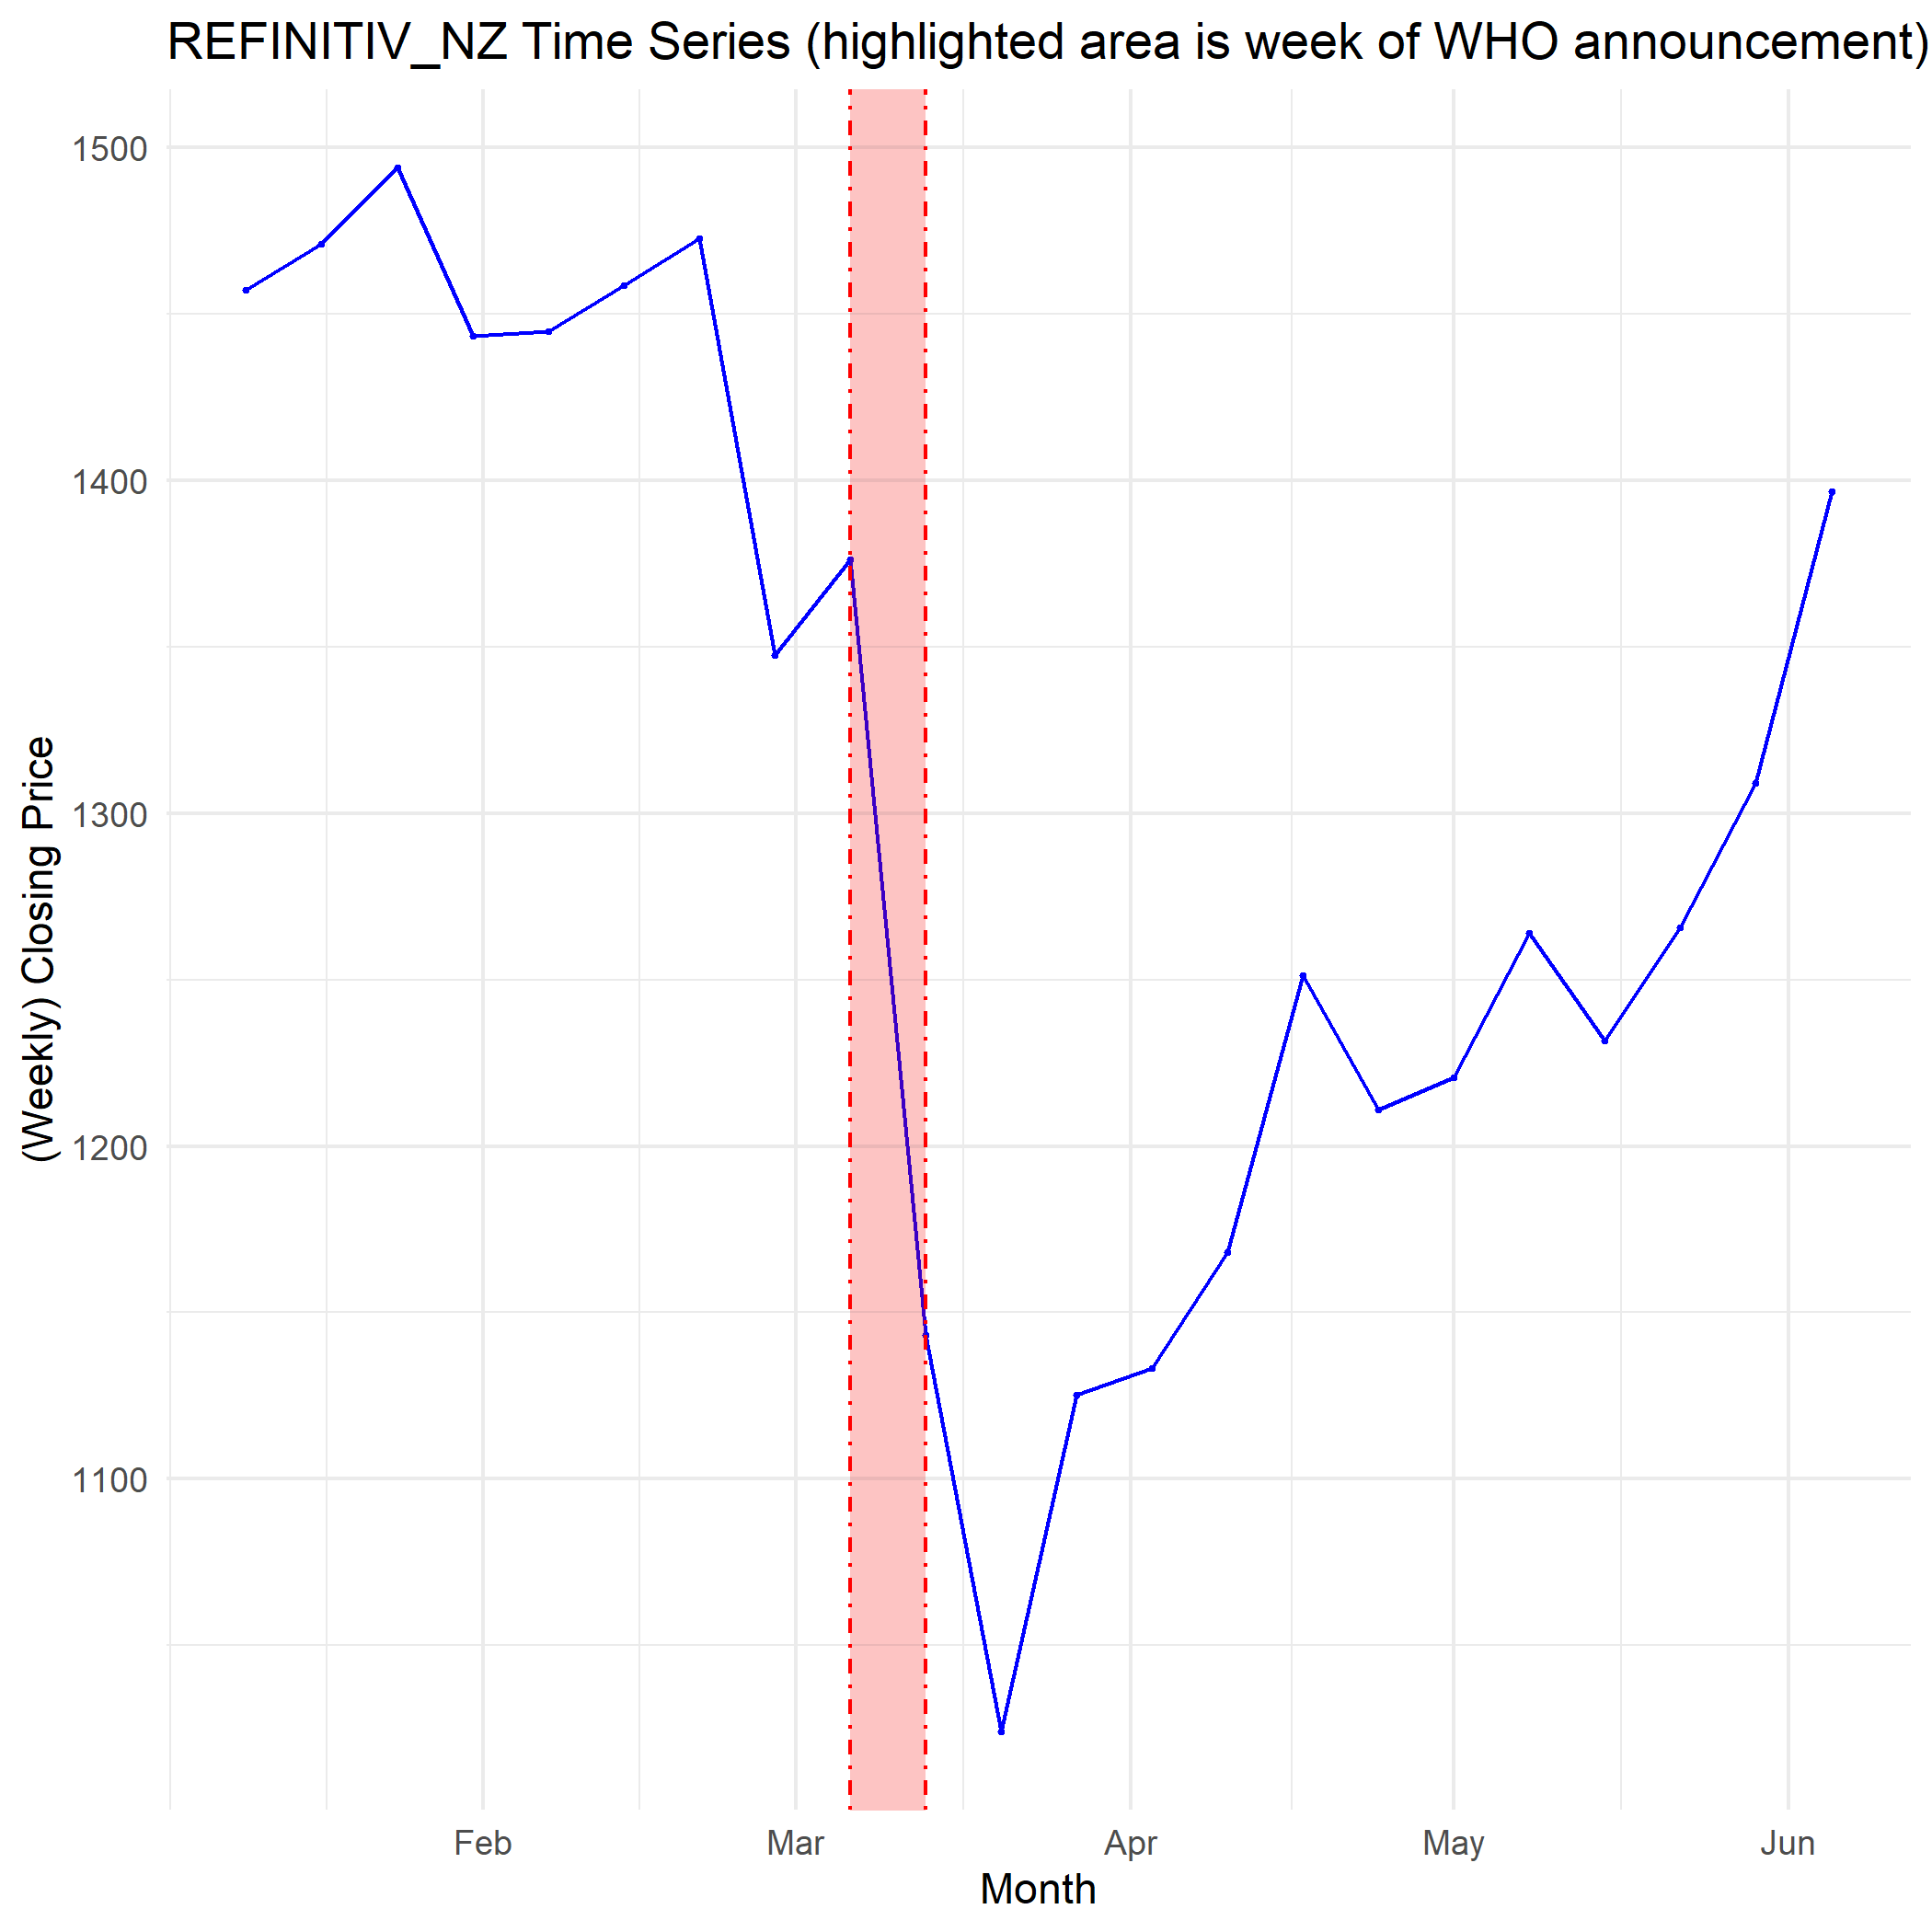 REFINITIV_NZ Time Series (highlighted area is week of WHO announcement)
1500
1400
1300
1200
1100
(Weekly) Closing Price
Feb Mar Apr May Jun
Month